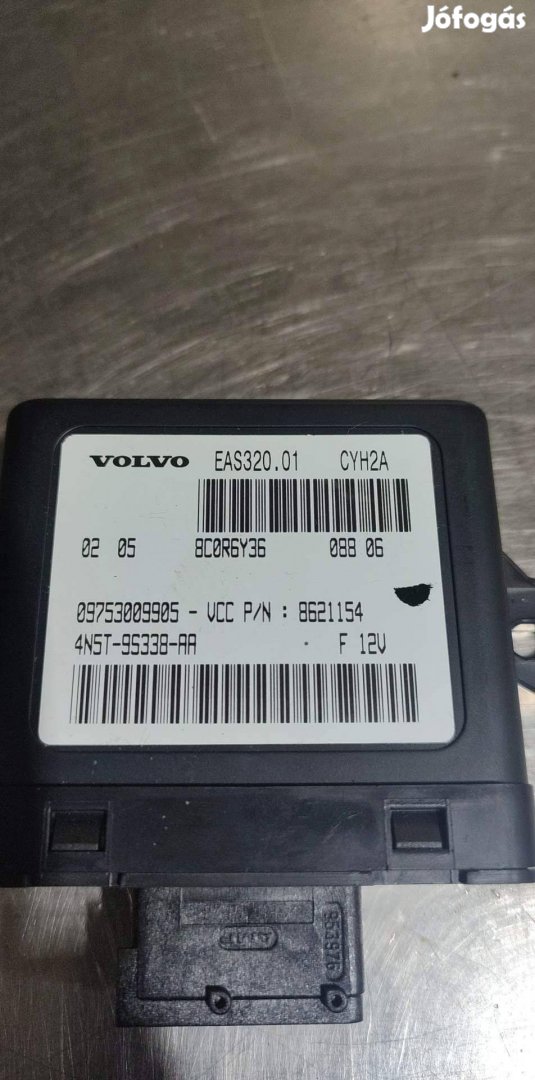 Jófogás
VOLVO EAS320.01 CYH2A
02 05 8C0R6Y36 088 06
09753009905 - VCC P/N : 8621154
4N5T-9S338-AA F 12V